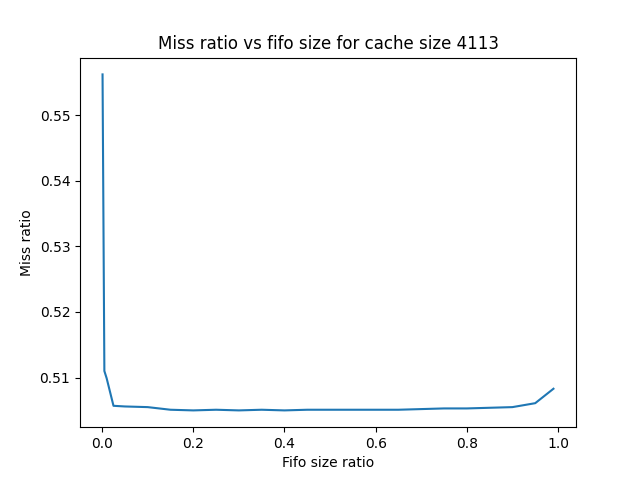 Miss ratio vs fifo size for cache size 4113
0.55
0.54
0.53
0.52
0.51
Miss ratio
0.0 0.2 0.4 0.6 0.8 1.0
Fifo size ratio